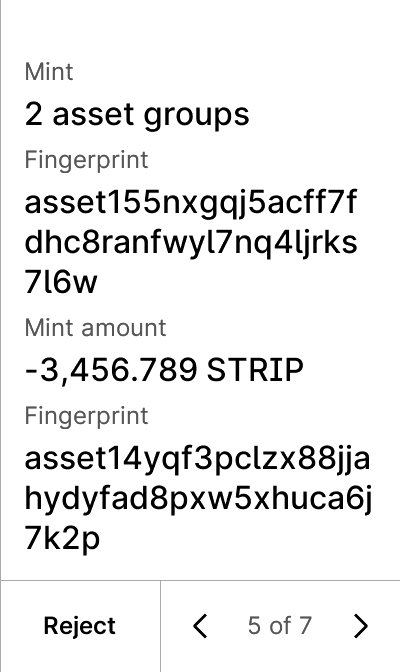 Mint
2 asset groups
Fingerprint
asset155nxgqj5acff7f
dhc8ranfwyl7nq4ljrks
7l6w
Mint amount
-3,456.789 STRIP
Fingerprint
asset14yqf3pclzx88jja
hydyfad8pxw5xhuca6j
7k2p
Reject
5 of 7